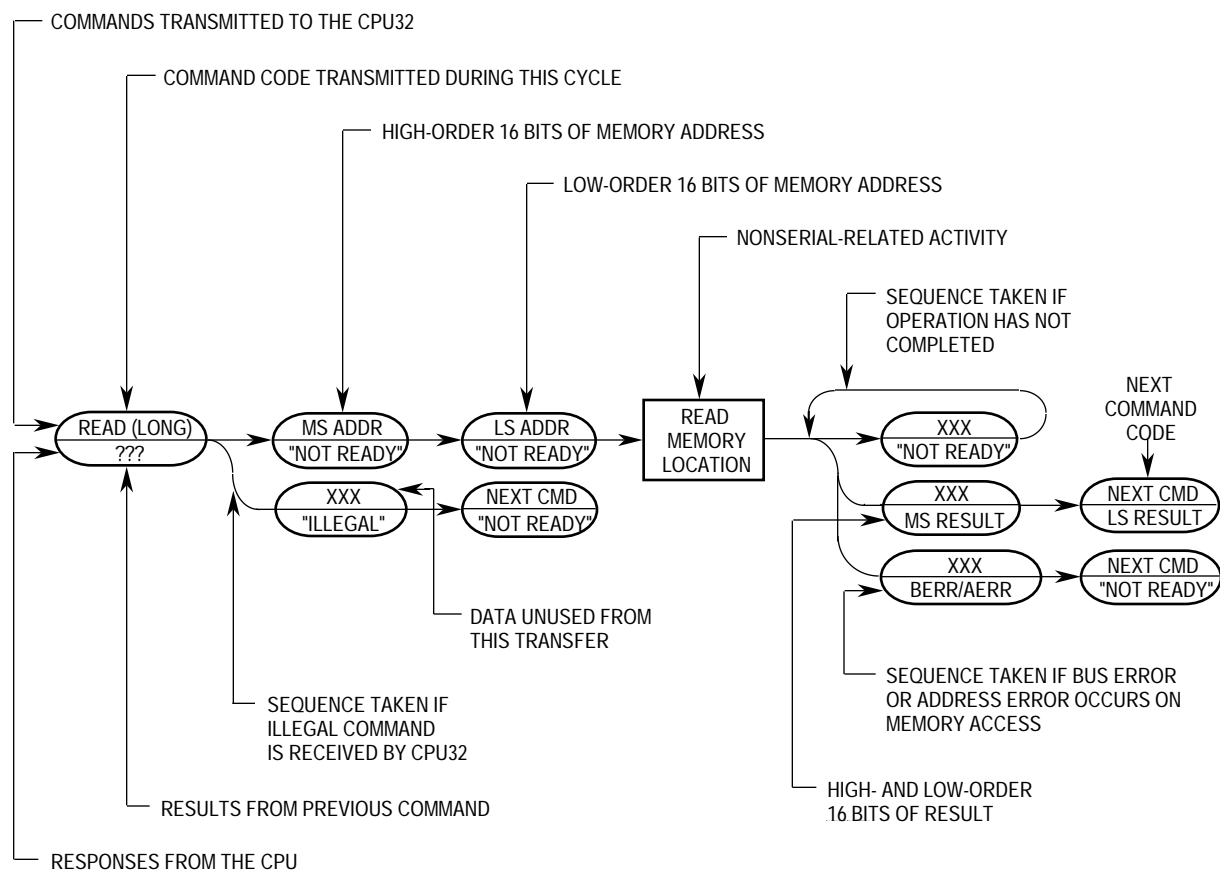 COMMANDS TRANSMITTED TO THE CPU32
COMMAND CODE TRANSMITTED DURING THIS CYCLE
HIGH-ORDER 16 BITS OF MEMORY ADDRESS
LOW-ORDER 16 BITS OF MEMORY ADDRESS
NONSERIAL-RELATED ACTIVITY
SEQUENCE TAKEN IF
OPERATION HAS NOT
COMPLETED
NEXT
COMMAND
CODE
READ (LONG)
???
MS ADDR
"NOT READY"
LS ADDR
"NOT READY"
READ
MEMORY
LOCATION
XXX
"NOT READY"
XXX
"ILLEGAL"
NEXT CMD
"NOT READY"
XXX
MS RESULT
NEXT CMD
LS RESULT
XXX
BERR/AERR
NEXT CMD
"NOT READY"
DATA UNUSED FROM
THIS TRANSFER
SEQUENCE TAKEN IF
ILLEGAL COMMAND
IS RECEIVED BY CPU32
SEQUENCE TAKEN IF BUS ERROR
OR ADDRESS ERROR OCCURS ON
MEMORY ACCESS
RESULTS FROM PREVIOUS COMMAND
HIGH- AND LOW-ORDER
16 BITS OF RESULT
RESPONSES FROM THE CPU